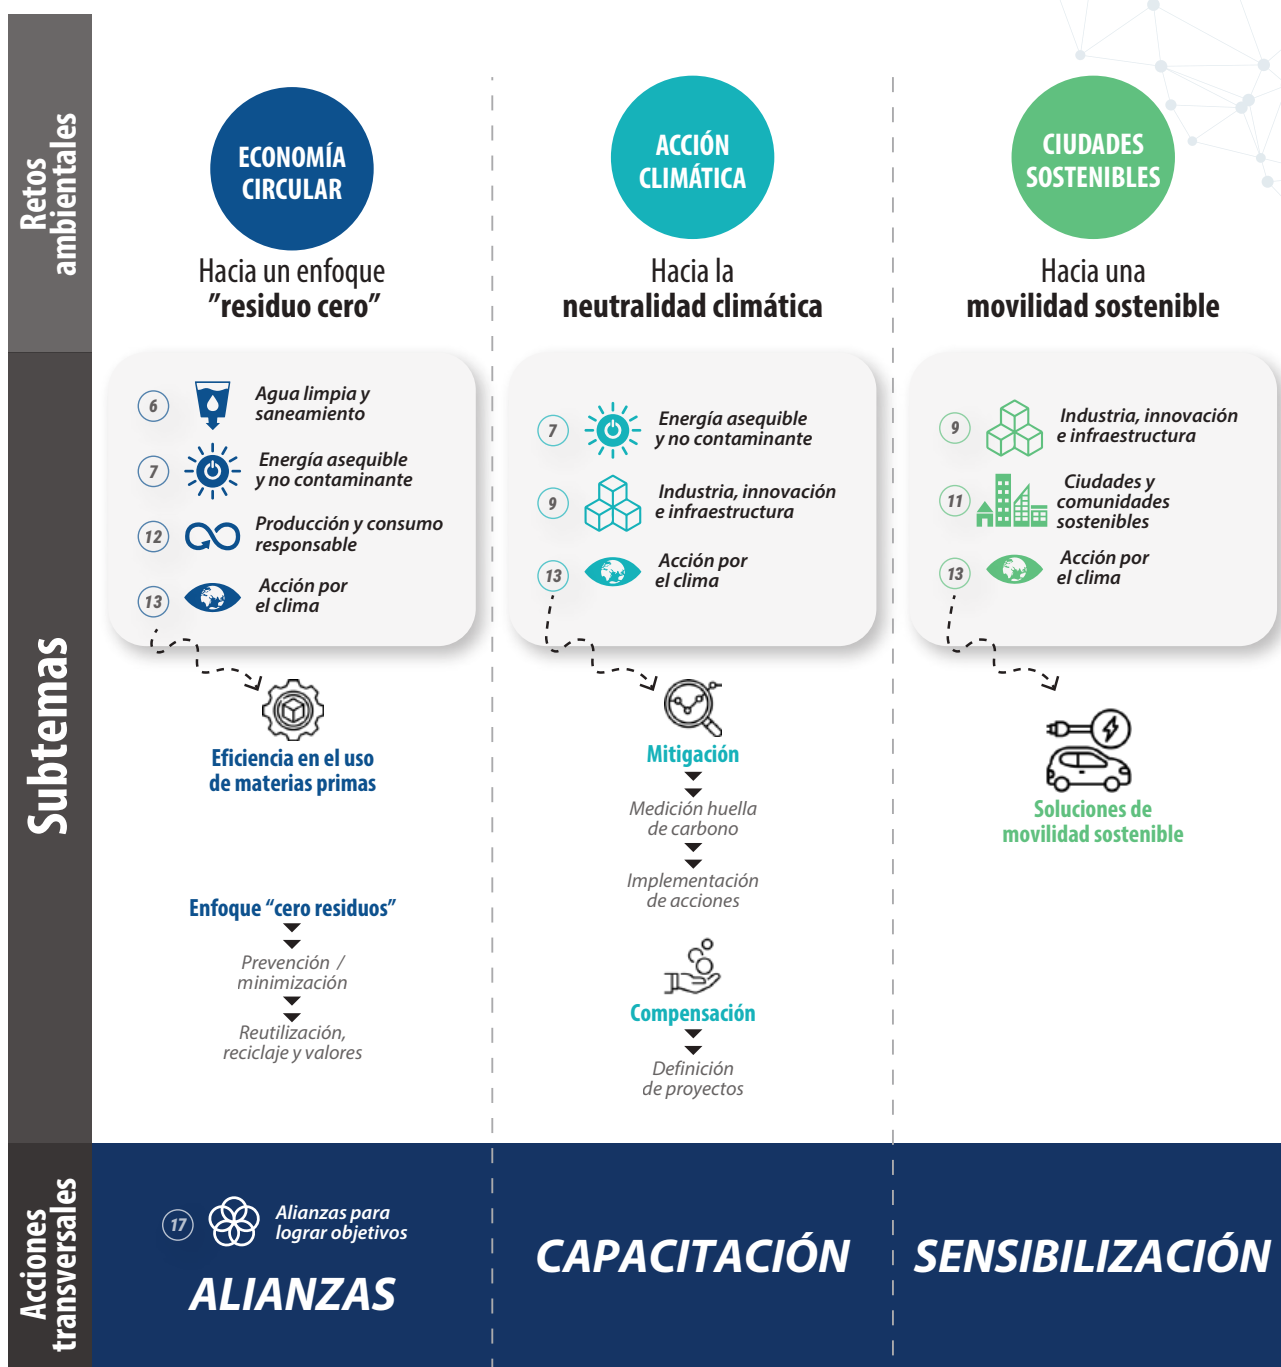 Retos
ambientales
ECONOMÍA
CIRCULAR
Hacia un enfoque
”residuo cero”
ACCIÓN
CLIMÁTICA
Hacia la
neutralidad climática
CIUDADES
SOSTENIBLES
Hacia una
movilidad sostenible
Subtemas
6
Agua limpia y
saneamiento
7
Energía asequible
y no contaminante
12
Producción y consumo
responsable
13
Acción por
el clima
Eficiencia en el uso
de materias primas
Enfoque “cero residuos”
Prevención /
minimización
Reutilización,
reciclaje y valores
7
Energía asequible
y no contaminante
9
Industria, innovación
e infraestructura
13
Acción por
el clima
Mitigación
Medición huella
de carbono
Implementación
de acciones
Compensación
Definición
de proyectos
9
Industria, innovación
e infraestructura
11
Ciudades y
comunidades
sostenibles
13
Acción por
el clima
Soluciones de
movilidad sostenible
Acciones
transversales
17
Alianzas para
lograr objetivos
ALIANZAS
CAPACITACIÓN
SENSIBILIZACIÓN